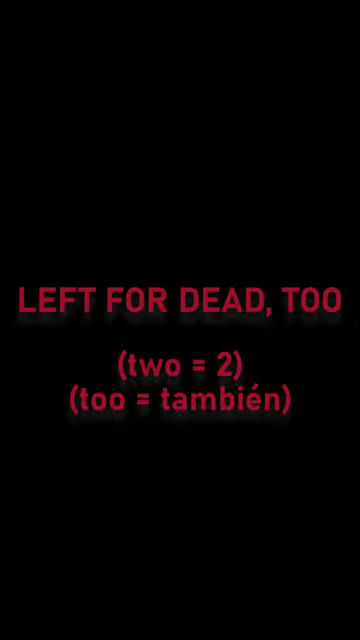 LEFT FOR DEAD, TOO
(two = 2)
(too = también)